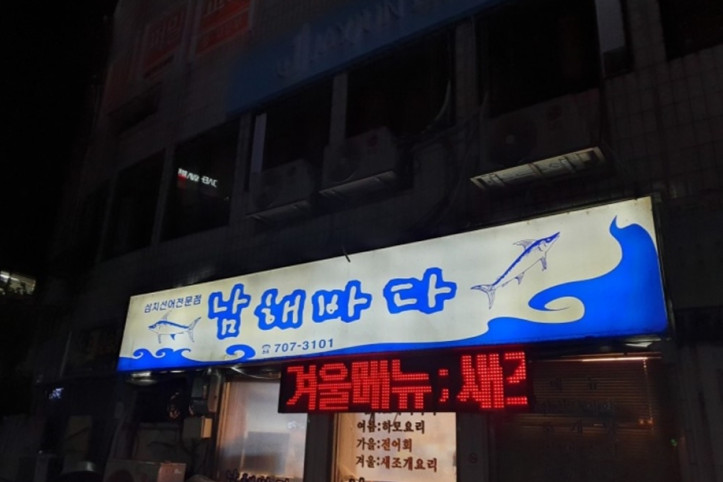 삼치선어전문점
남해바다
☎ 707-3101
겨울메뉴;새
여름:하모요리
가을:전어회
겨울:새조개요리